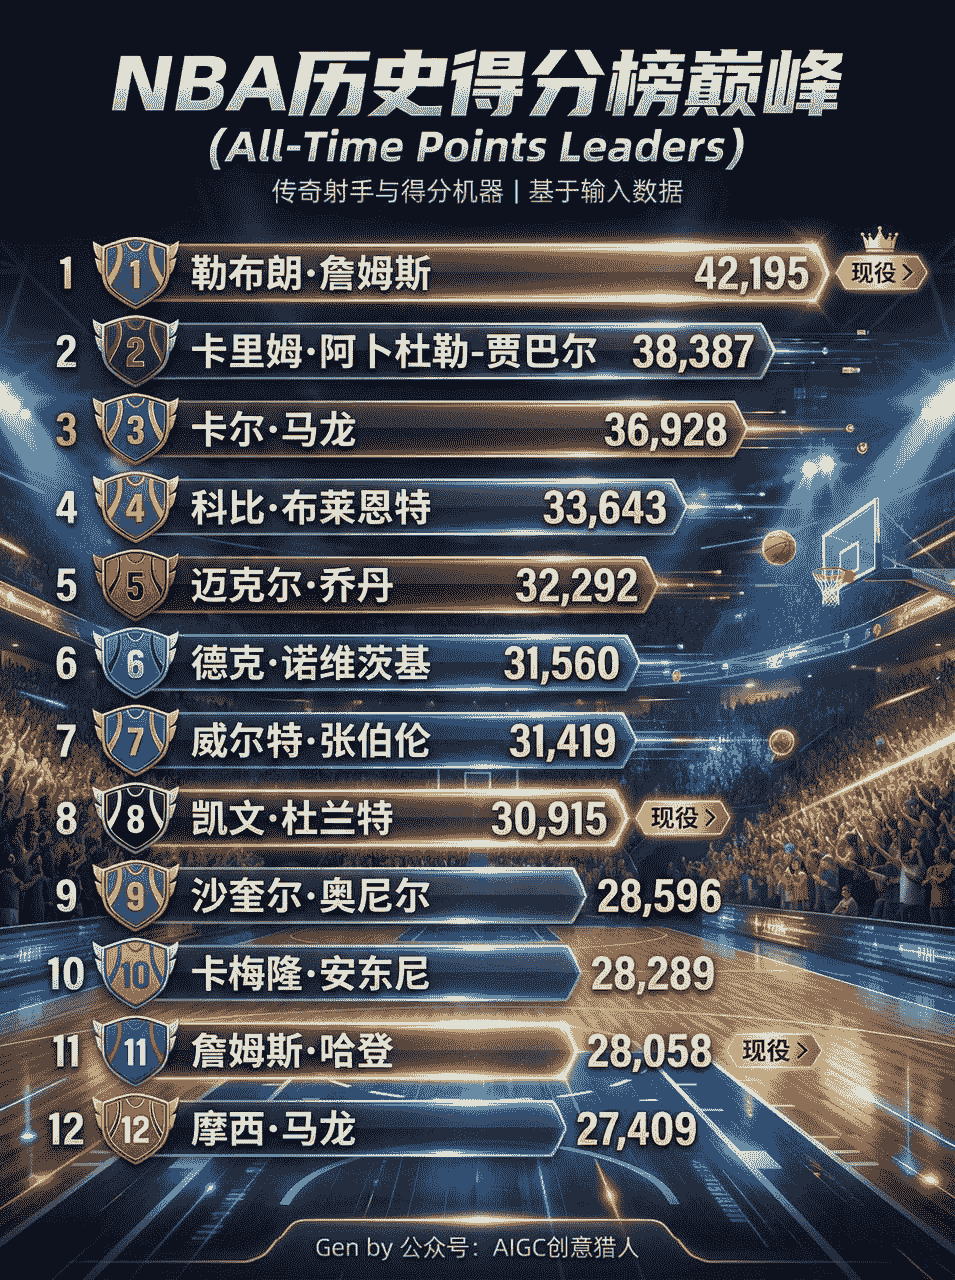 NBA历史得分榜巅峰
(All-Time Points Leaders)
传奇射手与得分机器 | 基于输入数据
1 1 勒布朗·詹姆斯 42,195 现役 >
2 2 卡里姆·阿卜杜勒-贾巴尔 38,387
3 3 卡尔·马龙 36,928
4 4 科比·布莱恩特 33,643
5 5 迈克尔·乔丹 32,292
6 6 德克·诺维茨基 31,560
7 7 威尔特·张伯伦 31,419
8 8 凯文·杜兰特 30,915 现役 >
9 9 沙奎尔·奥尼尔 28,596
10 10 卡梅隆·安东尼 28,289
11 11 詹姆斯·哈登 28,058 现役 >
12 12 摩西·马龙 27,409
Gen by 公众号：AIGC创意猎人